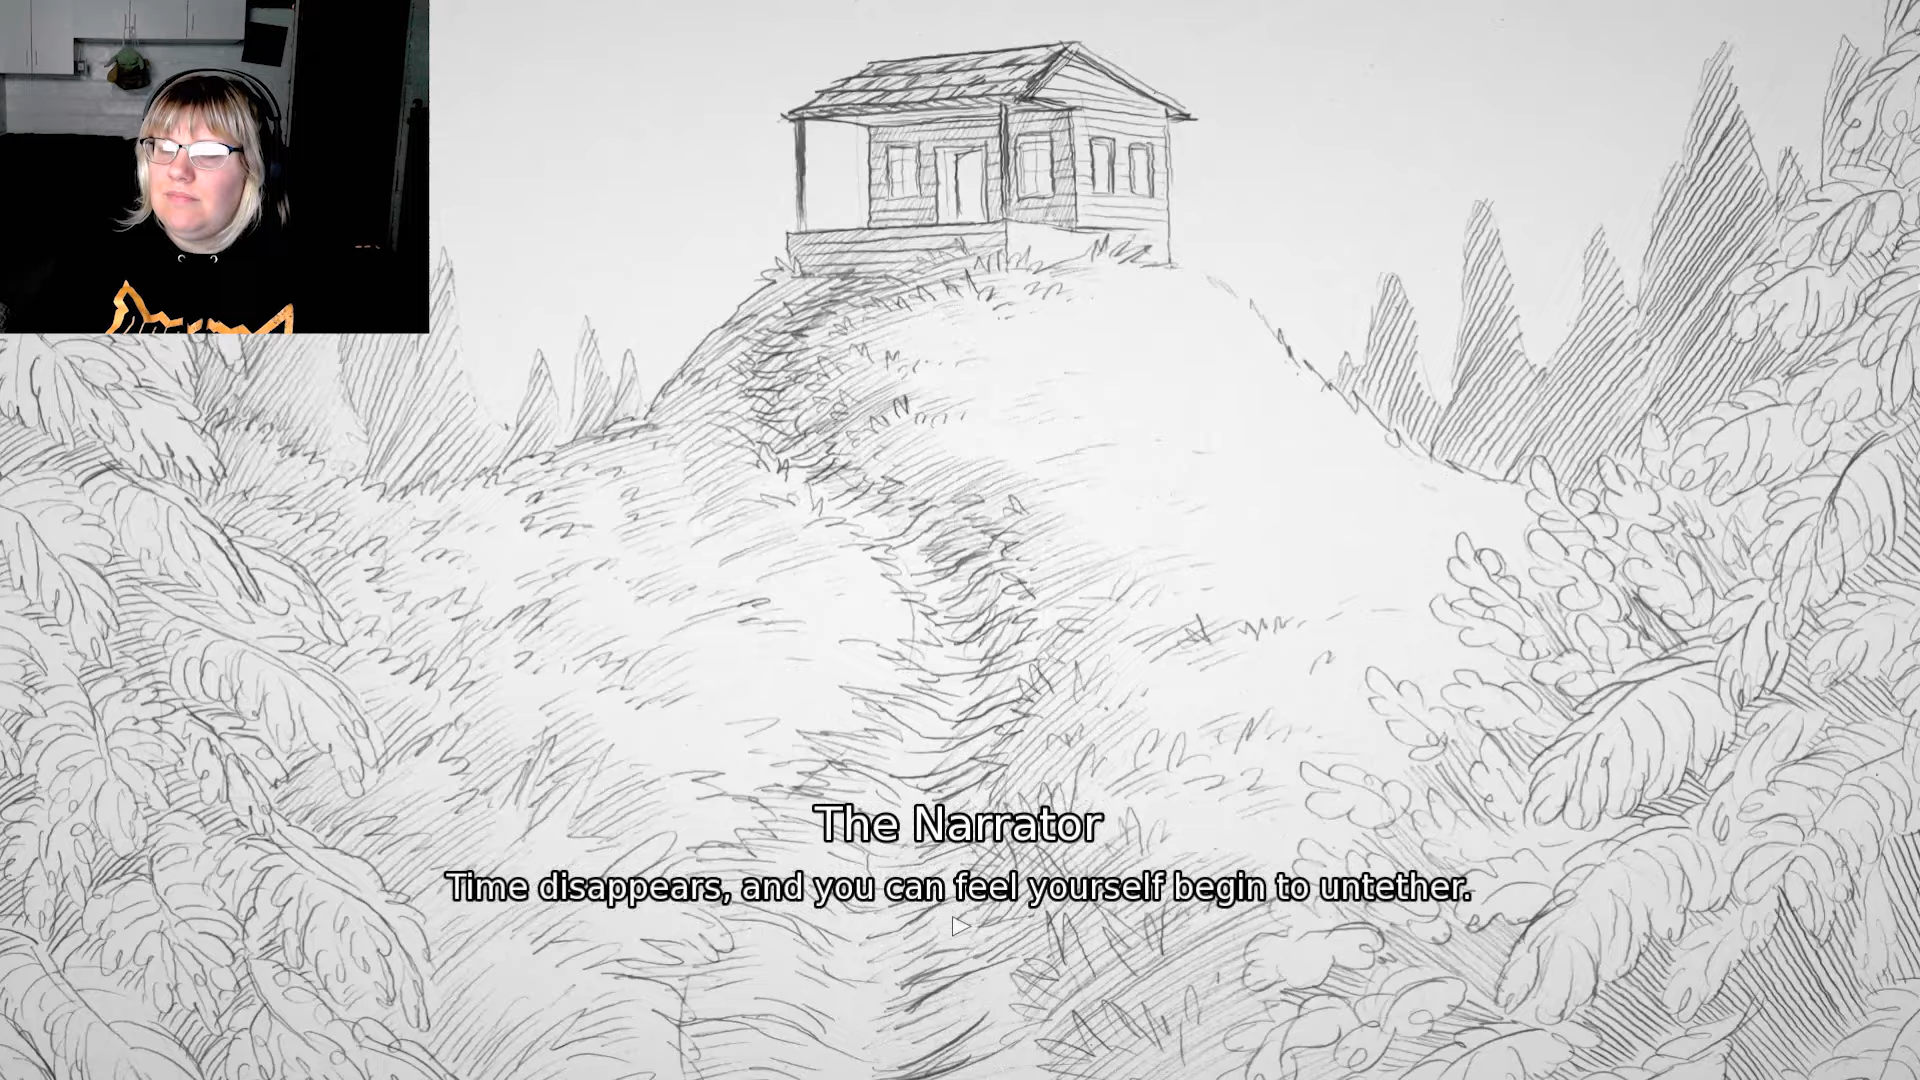 The Narrator
Time disappears, and you can feel yourself begin to untether.